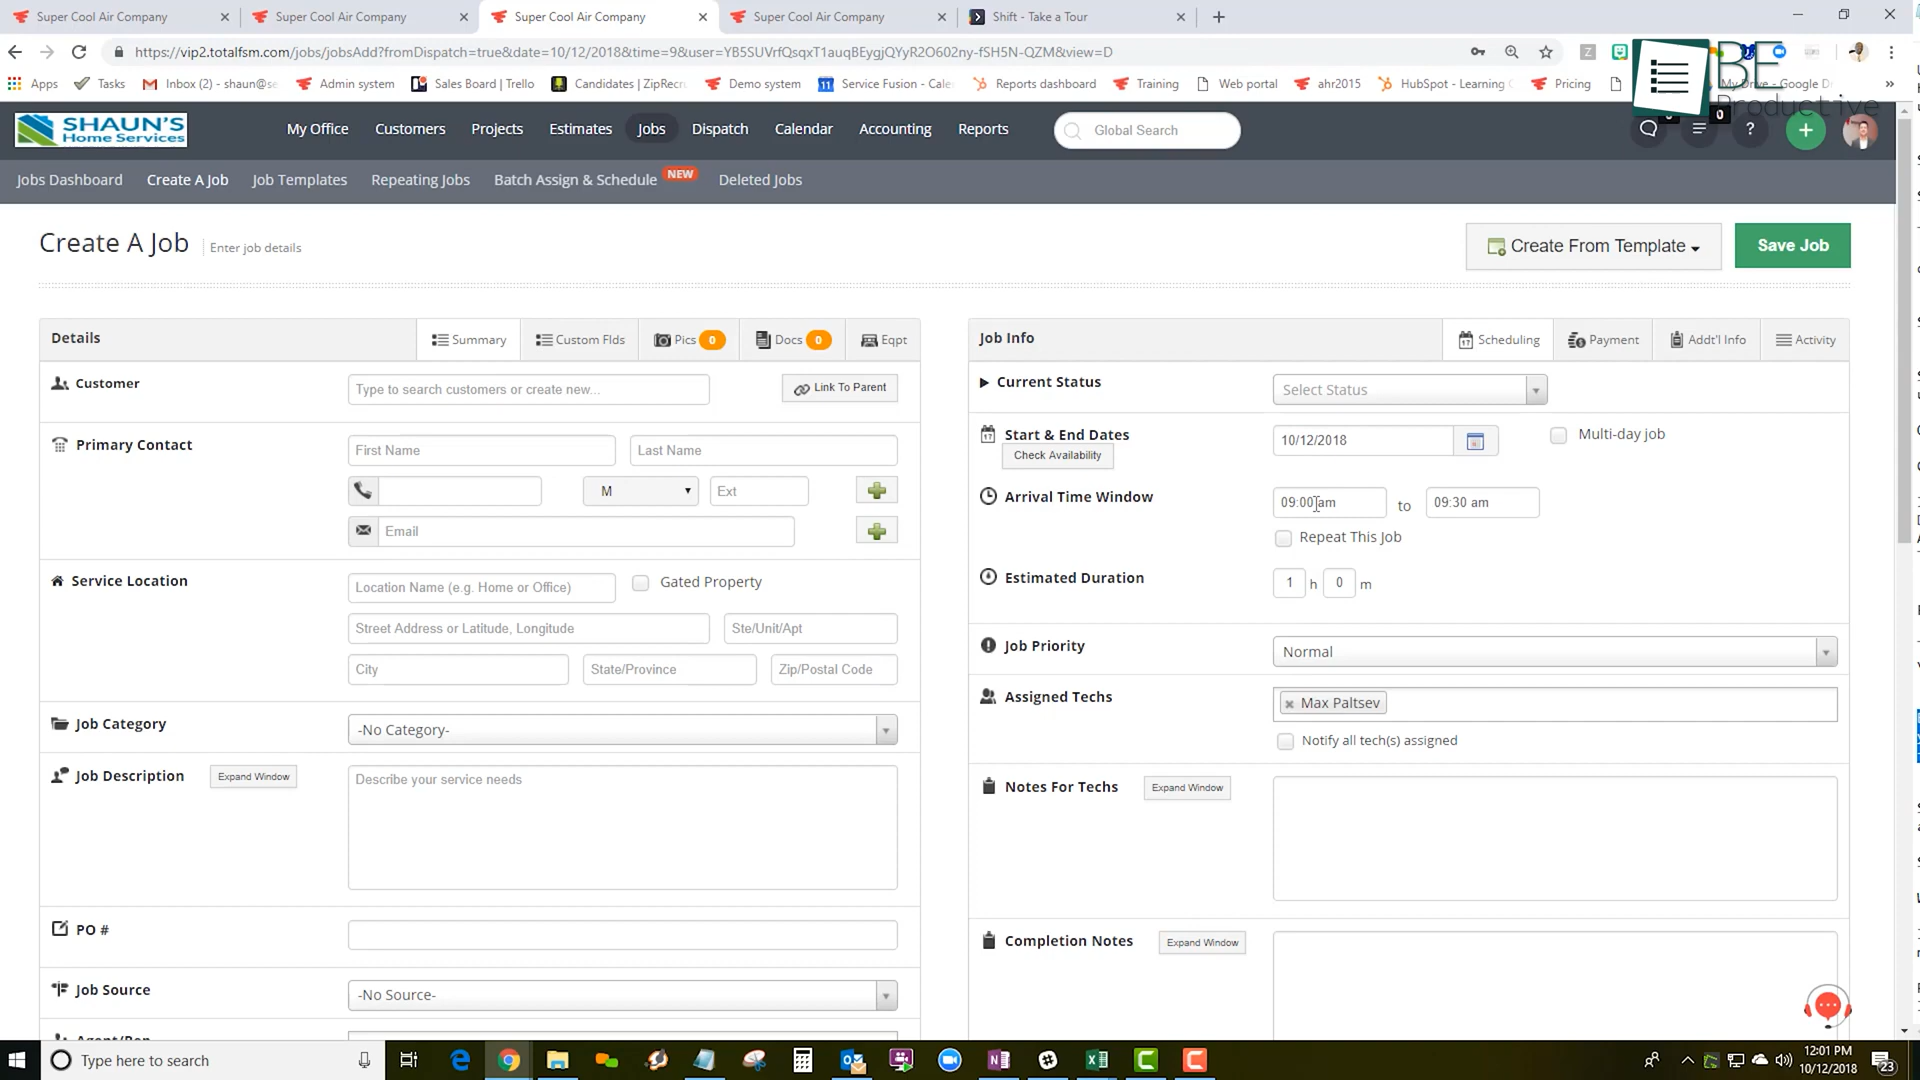 Super Cool Air Company
Super Cool Air Company
Super Cool Air Company
Super Cool Air Company
Shift - Take a Tour
https://vip2.totalfsm.com/jobs/jobsAdd?fromDispatch=true&date=10/12/2018&time=9&user=YB5SUVrfQsqxT1auqBEygjQYyR2O602ny-fSH5N-QZM&view=D
Apps
Tasks
Inbox (2) - shaun@se
Admin system
Sales Board | Trello
Candidates | ZipRecr
Demo system
Service Fusion - Cale
Reports dashboard
Training
Web portal
ahr2015
HubSpot - Learning C
Pricing
My Drive - Google Dr
BE
Productive
SHAUN'S
Home Services
My Office
Customers
Projects
Estimates
Jobs
Dispatch
Calendar
Accounting
Reports
Global Search
0
?
Jobs Dashboard
Create A Job
Job Templates
Repeating Jobs
Batch Assign & Schedule
NEW
Deleted Jobs
Create A Job
Enter job details
Create From Template
Save Job
Details
Summary
Custom Flds
Pics 0
Docs 0
Eqpt
Customer
Type to search customers or create new...
Link To Parent
Primary Contact
First Name
Last Name
M
Ext
Email
Service Location
Location Name (e.g. Home or Office)
Gated Property
Street Address or Latitude, Longitude
Ste/Unit/Apt
City
State/Province
Zip/Postal Code
Job Category
-No Category-
Job Description
Expand Window
Describe your service needs
PO #
Job Source
-No Source-
Agent/Rep
Job Info
Scheduling
Payment
Addt'l Info
Activity
Current Status
Select Status
Start & End Dates
Check Availability
10/12/2018
Multi-day job
Arrival Time Window
09:00 am
to
09:30 am
Repeat This Job
Estimated Duration
1 h 0 m
Job Priority
Normal
Assigned Techs
Max Paltsev
Notify all tech(s) assigned
Notes For Techs
Expand Window
Completion Notes
Expand Window
Type here to search
12:01 PM
10/12/2018
23